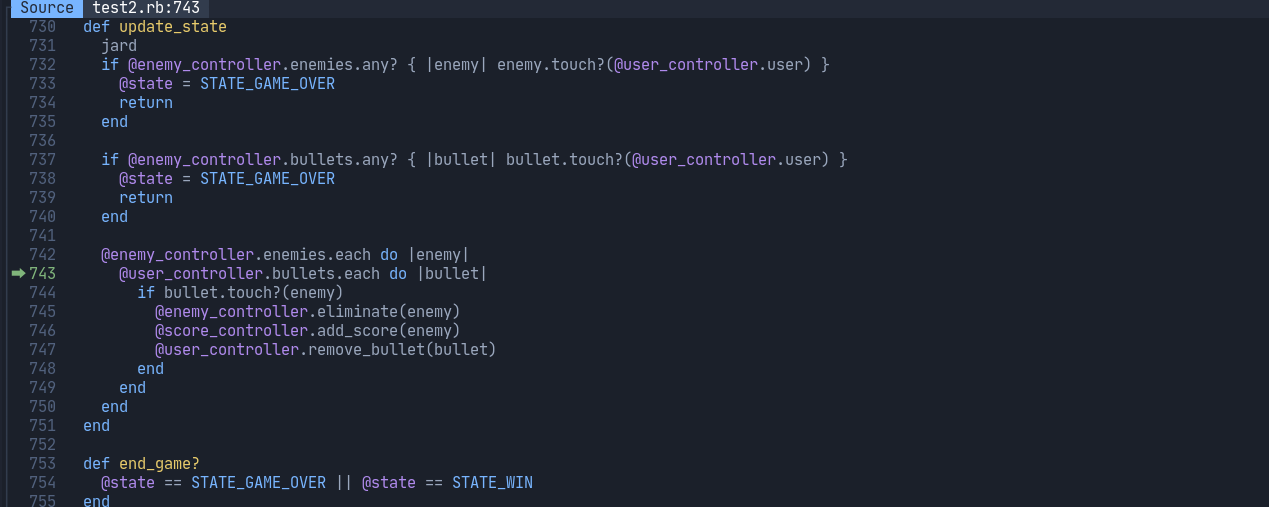 Source test2.rb:743
730 def update_state
731 jard
732 if @enemy_controller.enemies.any? { |enemy| enemy.touch?(@user_controller.user) }
733 @state = STATE_GAME_OVER
734 return
735 end
736
737 if @enemy_controller.bullets.any? { |bullet| bullet.touch?(@user_controller.user) }
738 @state = STATE_GAME_OVER
739 return
740 end
741
742 @enemy_controller.enemies.each do |enemy|
➡743 @user_controller.bullets.each do |bullet|
744 if bullet.touch?(enemy)
745 @enemy_controller.eliminate(enemy)
746 @score_controller.add_score(enemy)
747 @user_controller.remove_bullet(bullet)
748 end
749 end
750 end
751 end
752
753 def end_game?
754 @state == STATE_GAME_OVER || @state == STATE_WIN
755 end